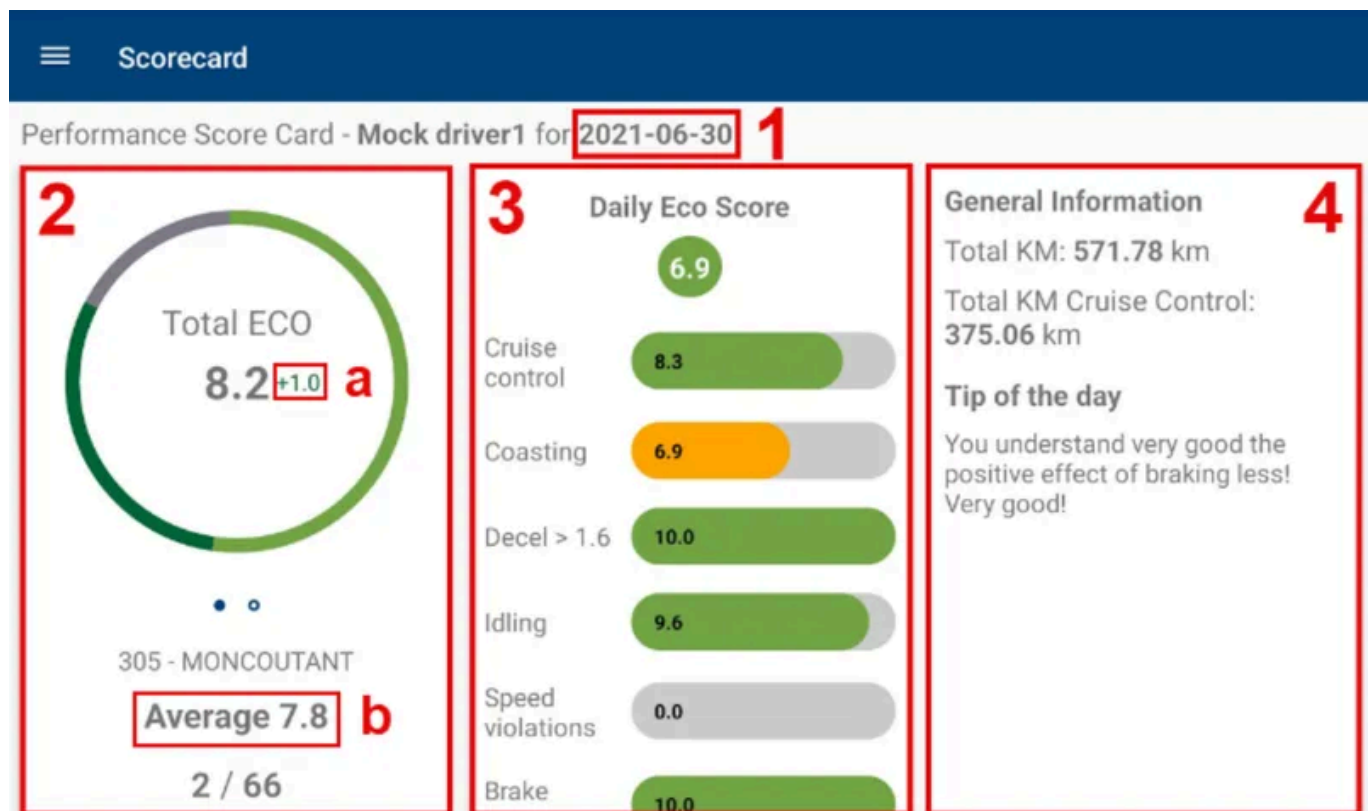 Scorecard
Performance Score Card - Mock driver1 for 2021-06-30 1
2
Total ECO
8.2 +1.0 a
305 - MONCOUTANT
Average 7.8 b
2 / 66
3 Daily Eco Score
6.9
Cruise
control 8.3
Coasting 6.9
Decel > 1.6 10.0
Idling 9.6
Speed
violations 0.0
Brake 10.0
General Information 4
Total KM: 571.78 km
Total KM Cruise Control:
375.06 km
Tip of the day
You understand very good the
positive effect of braking less!
Very good!